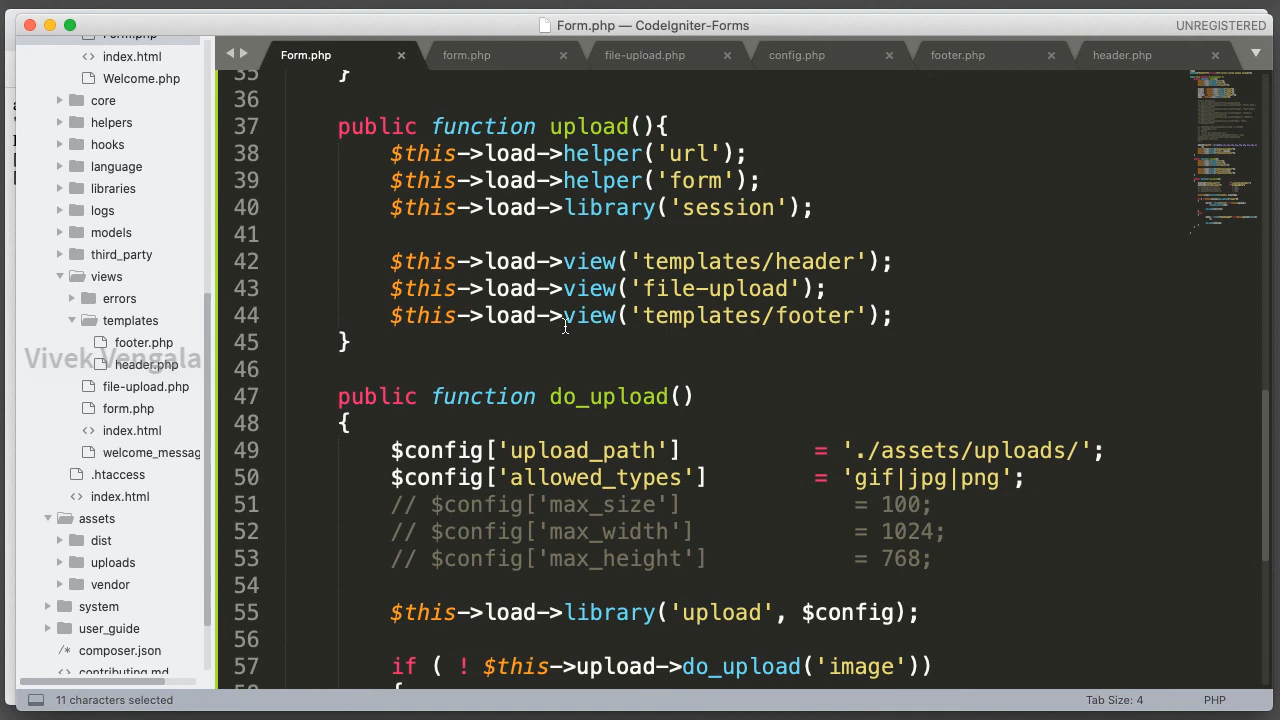 Form.php — CodeIgniter-Forms
UNREGISTERED
Form.php
form.php
file-upload.php
config.php
footer.php
header.php
Form.php
index.html
Welcome.php
core
helpers
hooks
language
libraries
logs
models
third_party
views
errors
templates
footer.php
header.php
Vivek Vengala
file-upload.php
form.php
index.html
welcome_messag
.htaccess
index.html
assets
dist
uploads
vendor
system
user_guide
composer.json
contributing.md
35 }
36
37 public function upload(){
38 $this->load->helper('url');
39 $this->load->helper('form');
40 $this->load->library('session');
41
42 $this->load->view('templates/header');
43 $this->load->view('file-upload');
44 $this->load->view('templates/footer');
45 }
46
47 public function do_upload()
48 {
49 $config['upload_path'] = './assets/uploads/';
50 $config['allowed_types'] = 'gif|jpg|png';
51 // $config['max_size'] = 100;
52 // $config['max_width'] = 1024;
53 // $config['max_height'] = 768;
54
55 $this->load->library('upload', $config);
56
57 if ( ! $this->upload->do_upload('image'))
58 {
11 characters selected
Tab Size: 4
PHP